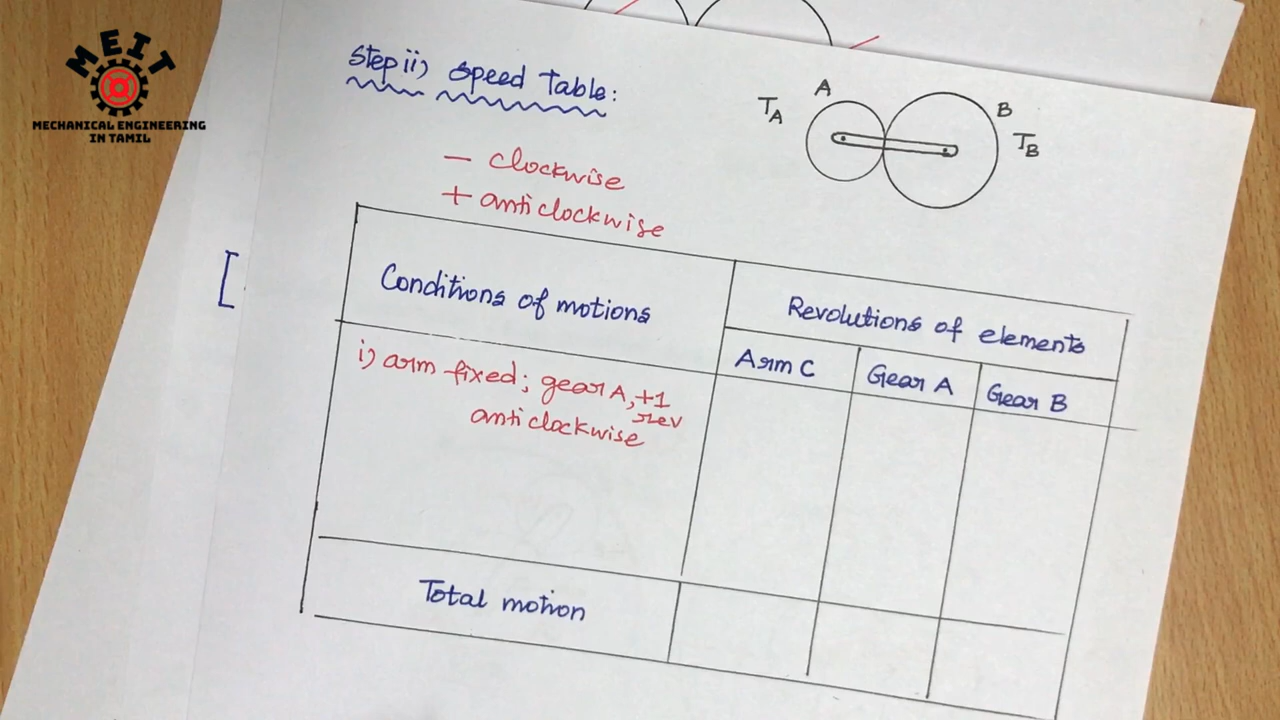 MEIT
MECHANICAL ENGINEERING
IN TAMIL
Step ii) Speed Table:
A
TA
B
TB
- clockwise
+ anticlockwise
[
Conditions of motions
Revolutions of elements
Arm C
Gear A
Gear B
i) arm fixed; gear A, +1
rev
anticlockwise
Total motion